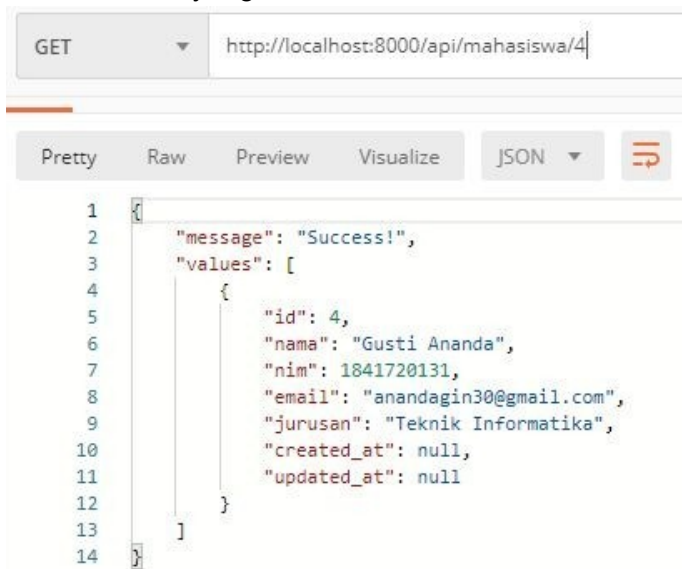 GET http://localhost:8000/api/mahasiswa/4
Pretty Raw Preview Visualize JSON
1 {
2 "message": "Success!",
3 "values": [
4 {
5 "id": 4,
6 "nama": "Gusti Ananda",
7 "nim": 1841720131,
8 "email": "anandagin30@gmail.com",
9 "jurusan": "Teknik Informatika",
10 "created_at": null,
11 "updated_at": null
12 }
13 ]
14 }